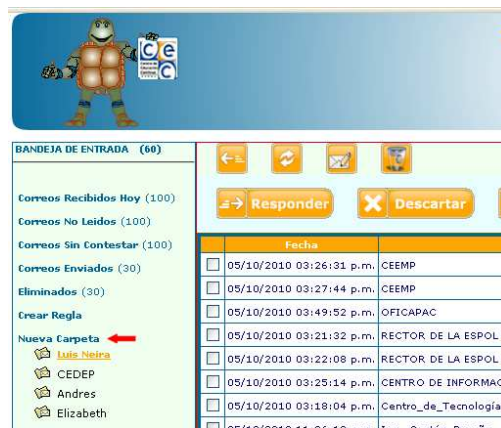 CeC
BANDEJA DE ENTRADA (60)
Correos Recibidos Hoy (100)
Correos No Leidos (100)
Correos Sin Contestar (100)
Correos Enviados (30)
Eliminados (30)
Crear Regla
Nueva Carpeta
Luis Neira
CEDEP
Andres
Elizabeth
Responder
Descartar
Fecha
05/10/2010 03:26:31 p.m. CEEMP
05/10/2010 03:27:44 p.m. CEEMP
05/10/2010 03:49:52 p.m. OFICAPAC
05/10/2010 03:21:32 p.m. RECTOR DE LA ESPOL
05/10/2010 03:22:08 p.m. RECTOR DE LA ESPOL
05/10/2010 03:25:14 p.m. CENTRO DE INFORMAC
05/10/2010 03:18:04 p.m. Centro_de_Tecnología